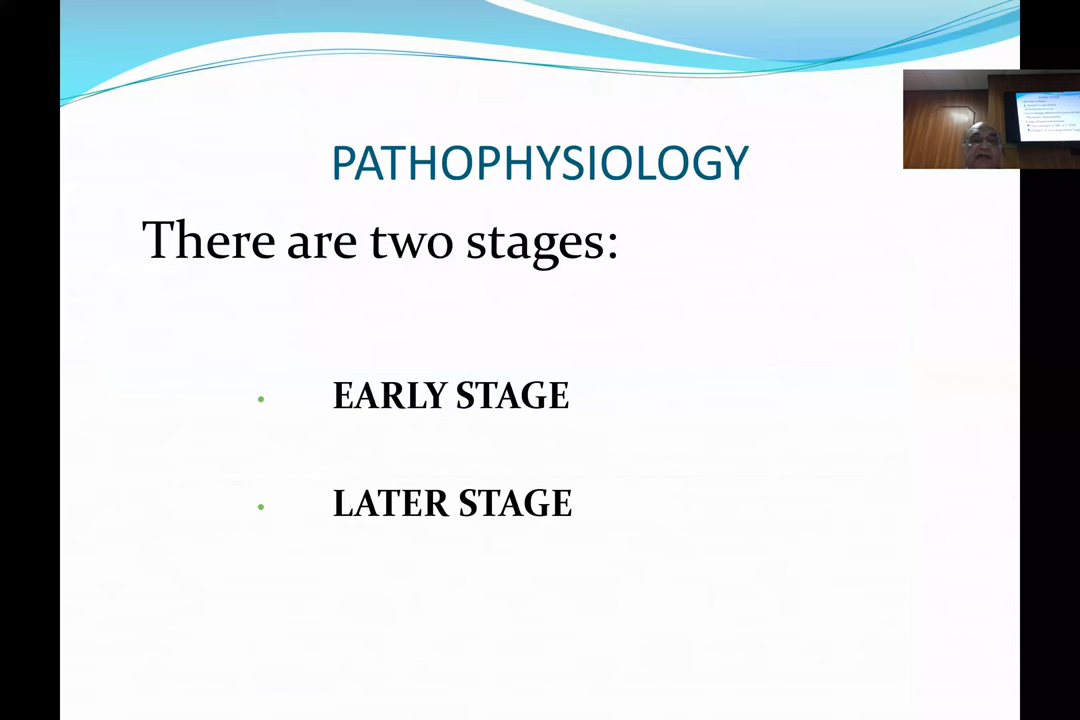 PATHOPHYSIOLOGY
There are two stages:
• EARLY STAGE
• LATER STAGE